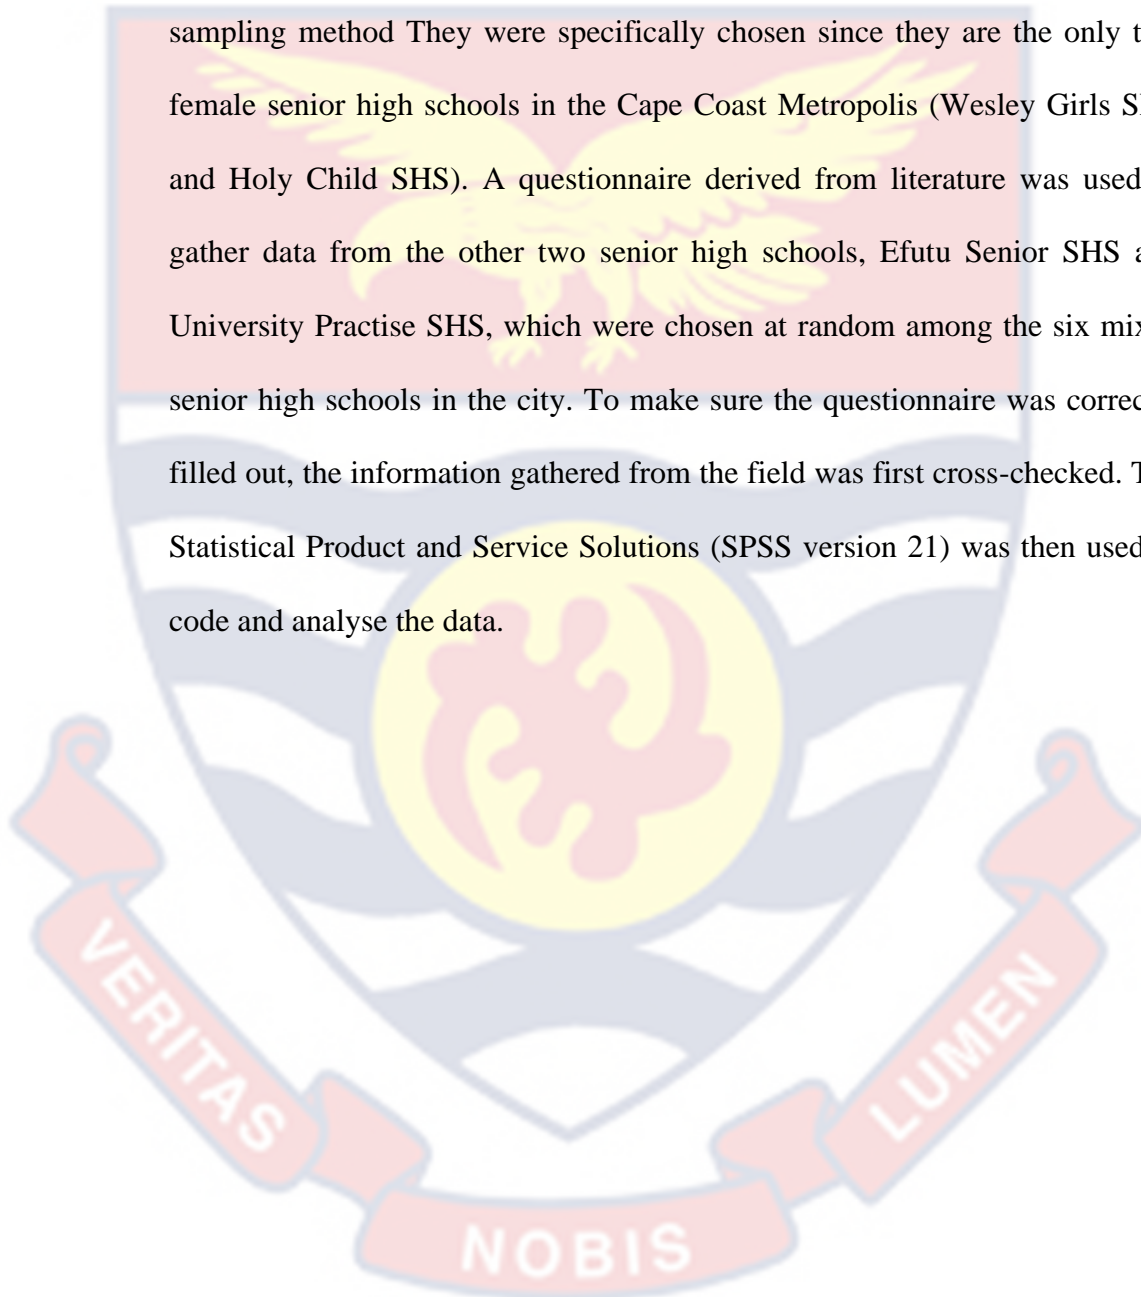 sampling method They were specifically chosen since they are the only t
female senior high schools in the Cape Coast Metropolis (Wesley Girls S
and Holy Child SHS). A questionnaire derived from literature was used
gather data from the other two senior high schools, Efutu Senior SHS a
University Practise SHS, which were chosen at random among the six mix
senior high schools in the city. To make sure the questionnaire was correc
filled out, the information gathered from the field was first cross-checked. T
Statistical Product and Service Solutions (SPSS version 21) was then used
code and analyse the data.
VERITAS
NOBIS
LUMEN